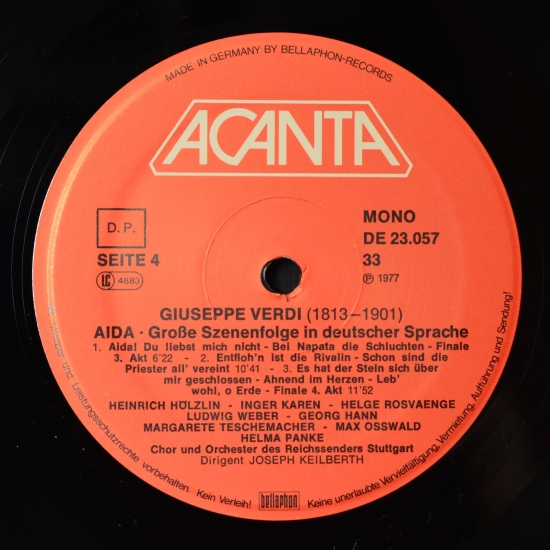 MADE IN GERMANY BY BELLAPHON-RECORDS
ACANTA
D. P.
SEITE 4
LC 4883
MONO
DE 23.057
33
Ⓟ 1977
GIUSEPPE VERDI (1813–1901)
AIDA · Große Szenenfolge in deutscher Sprache
1. Aida! Du liebst mich nicht - Bei Napata die Schluchten - Finale
3. Akt 6'22 - 2. Entfloh'n ist die Rivalin - Schon sind die
Priester all' vereint 10'41 - 3. Es hat der Stein sich über
mir geschlossen - Ahnend im Herzen - Leb'
wohl, o Erde - Finale 4. Akt 11'52
HEINRICH HÖLZLIN - INGER KAREN - HELGE ROSVAENGE
LUDWIG WEBER - GEORG HANN
MARGARETE TESCHEMACHER - MAX OSSWALD
HELMA PANKE
Chor und Orchester des Reichssenders Stuttgart
Dirigent JOSEPH KEILBERTH
und Leistungsschutzrechte vorbehalten. Kein Verleih!
bellaphon
Keine unerlaubte Vervielfältigung, Vermietung, Aufführung und Sendung!